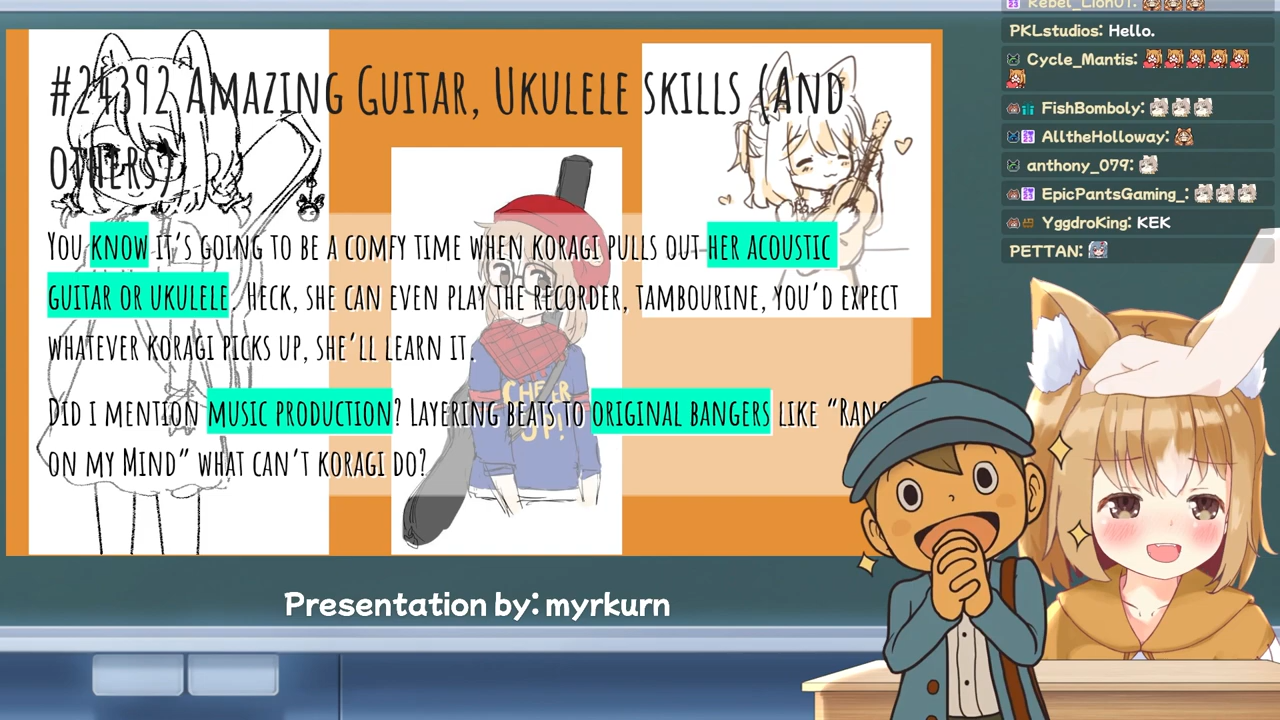 #24392 Amazing Guitar, Ukulele skills (And
others)
You know it's going to be a comfy time when koragi pulls out her acoustic
guitar or ukulele. Heck, she can even play the recorder, tambourine, you'd expect
whatever koragi picks up, she'll learn it.
Did i mention music production? Layering beats to original bangers like “Ran
on my Mind” what can't koragi do?
CHEER
UP!
Presentation by: myrkurn
Rebel_Lion01:
PKLstudios: Hello.
Cycle_Mantis:
FishBomboly:
AlltheHolloway:
anthony_079:
EpicPantsGaming_:
YggdroKing: KEK
PETTAN: